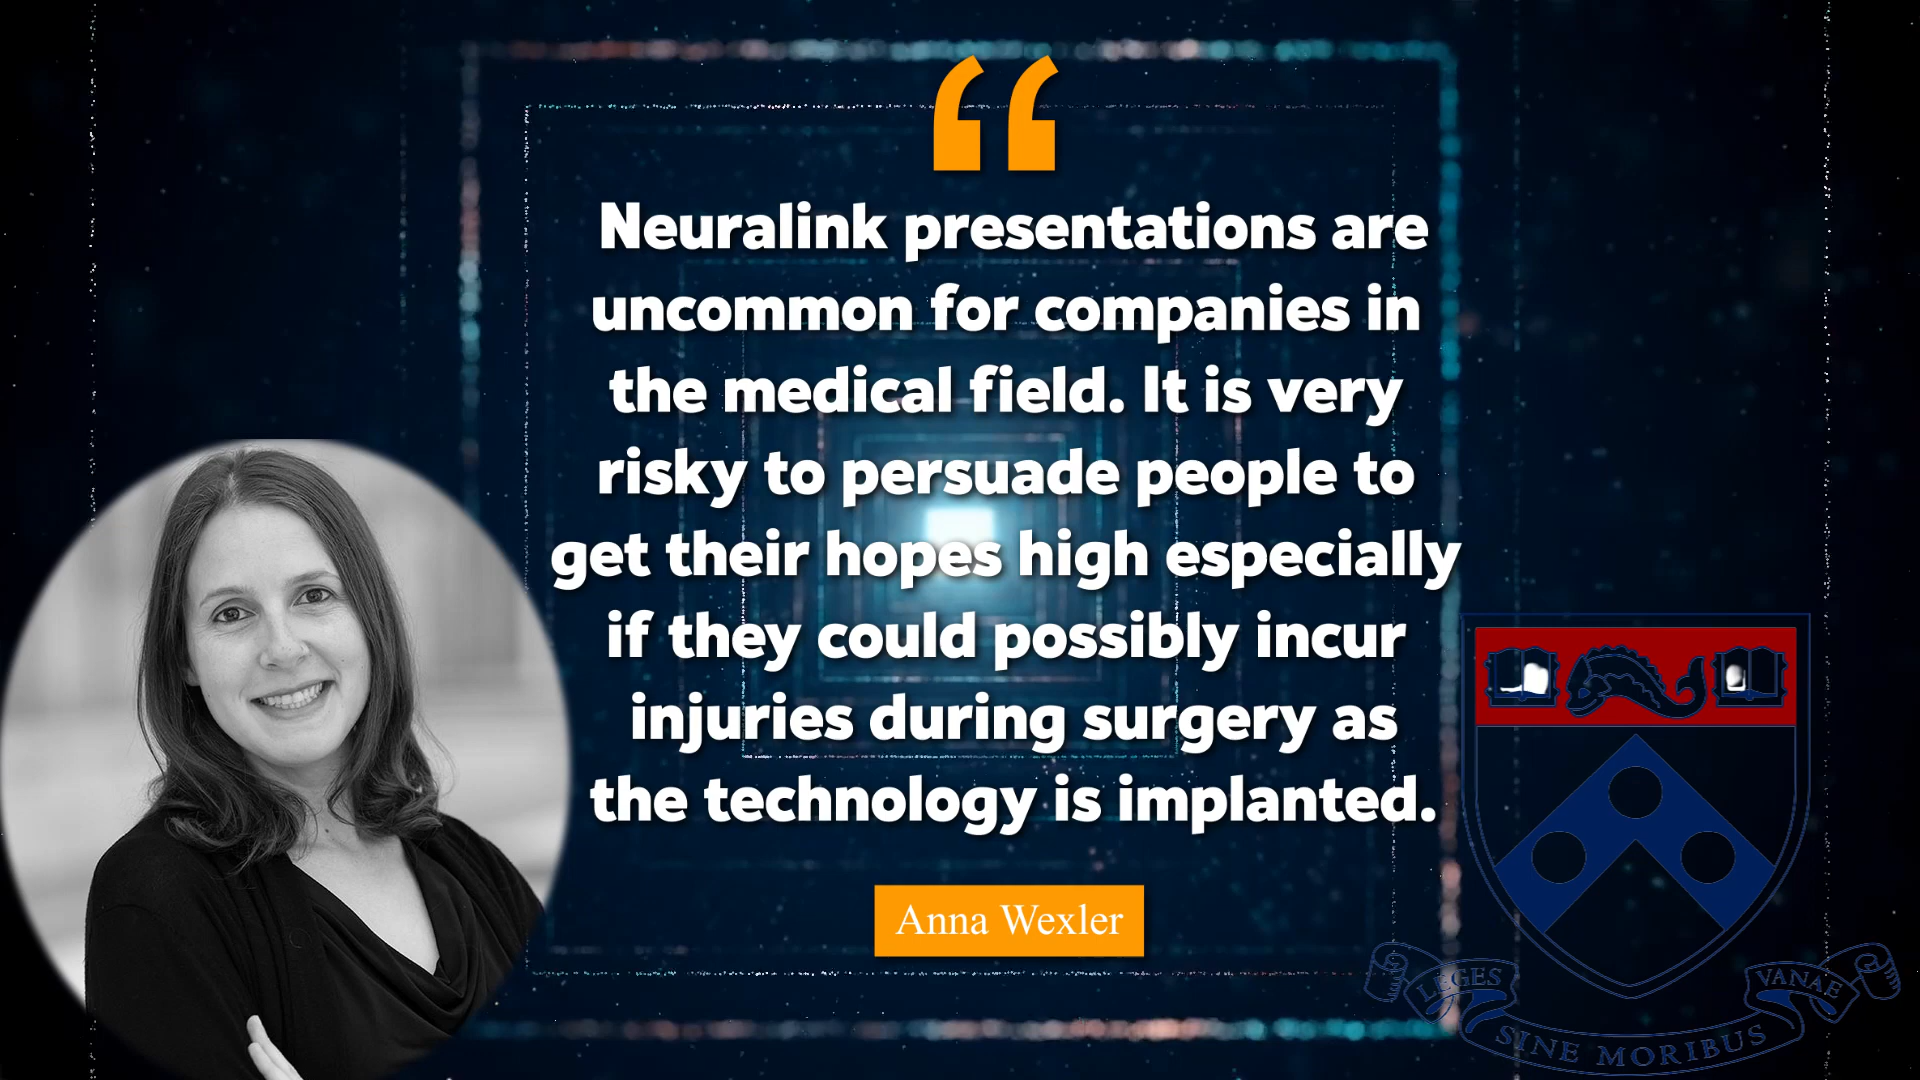 “
Neuralink presentations are
uncommon for companies in
the medical field. It is very
risky to persuade people to
get their hopes high especially
if they could possibly incur
injuries during surgery as
the technology is implanted.
Anna Wexler
LEGES
SINE MORIBUS
VANAE